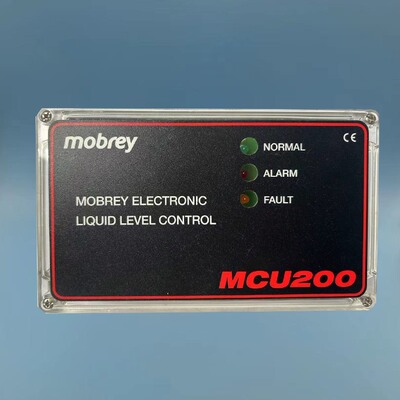 mobrey
CE
NORMAL
ALARM
FAULT
MOBREY ELECTRONIC
LIQUID LEVEL CONTROL
MCU200